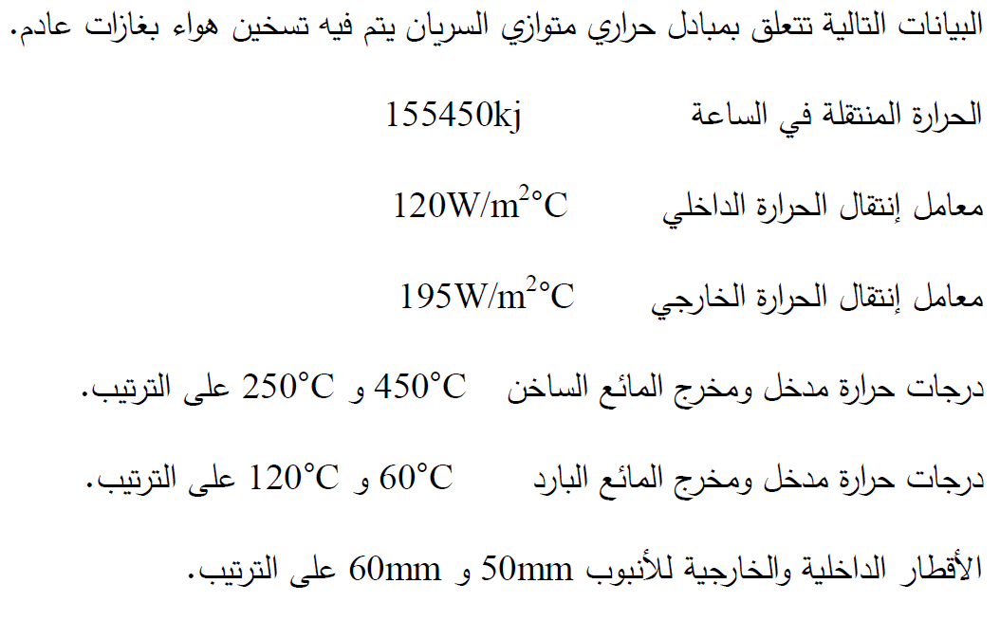 البيانات التالية تتعلق بمبادل حراري متوازي السريان يتم فيه تسخين هواء بغازات عادم.
الحرارة المنتقلة في الساعة 155450kj
معامل إنتقال الحرارة الداخلي 120W/m²°C
معامل إنتقال الحرارة الخارجي 195W/m²°C
درجات حرارة مدخل ومخرج المائع الساخن 450°C و 250°C على الترتيب.
درجات حرارة مدخل ومخرج المائع البارد 60°C و 120°C على الترتيب.
الأقطار الداخلية والخارجية للأنبوب 50mm و 60mm على الترتيب.